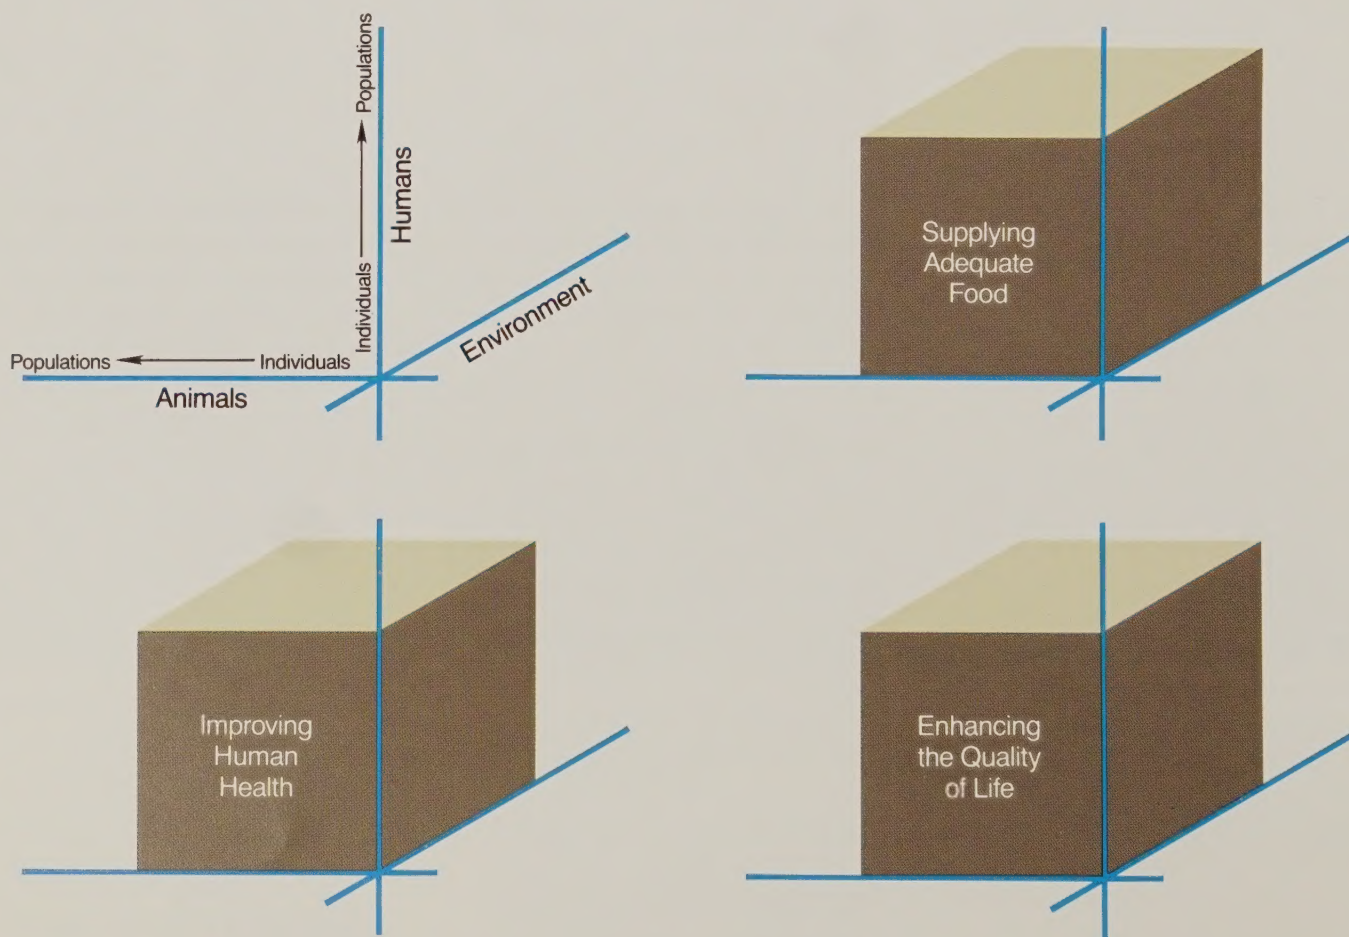 Populations
Individuals
Humans
Environment
Populations
Individuals
Animals
Supplying
Adequate
Food
Improving
Human
Health
Enhancing
the Quality
of Life